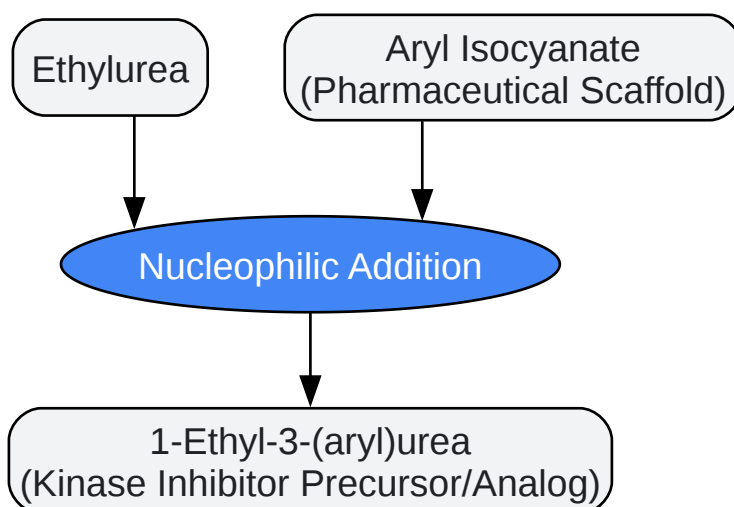 Ethylurea
Aryl Isocyanate
(Pharmaceutical Scaffold)
Nucleophilic Addition
1-Ethyl-3-(aryl)urea
(Kinase Inhibitor Precursor/Analog)